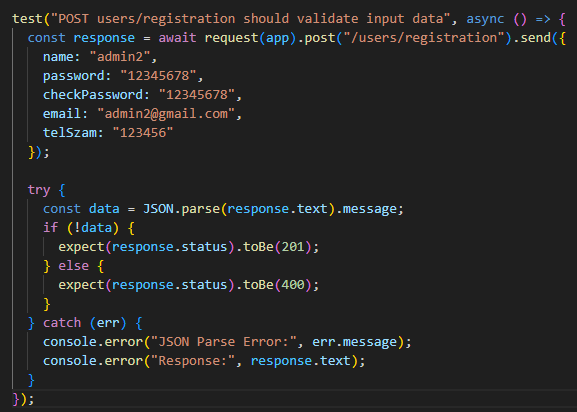 test("POST users/registration should validate input data", async () => {
  const response = await request(app).post("/users/registration").send({
    name: "admin2",
    password: "12345678",
    checkPassword: "12345678",
    email: "admin2@gmail.com",
    telSzam: "123456"
  });

  try {
    const data = JSON.parse(response.text).message;
    if (!data) {
      expect(response.status).toBe(201);
    } else {
      expect(response.status).toBe(400);
    }
  } catch (err) {
    console.error("JSON Parse Error:", err.message);
    console.error("Response:", response.text);
  }
});